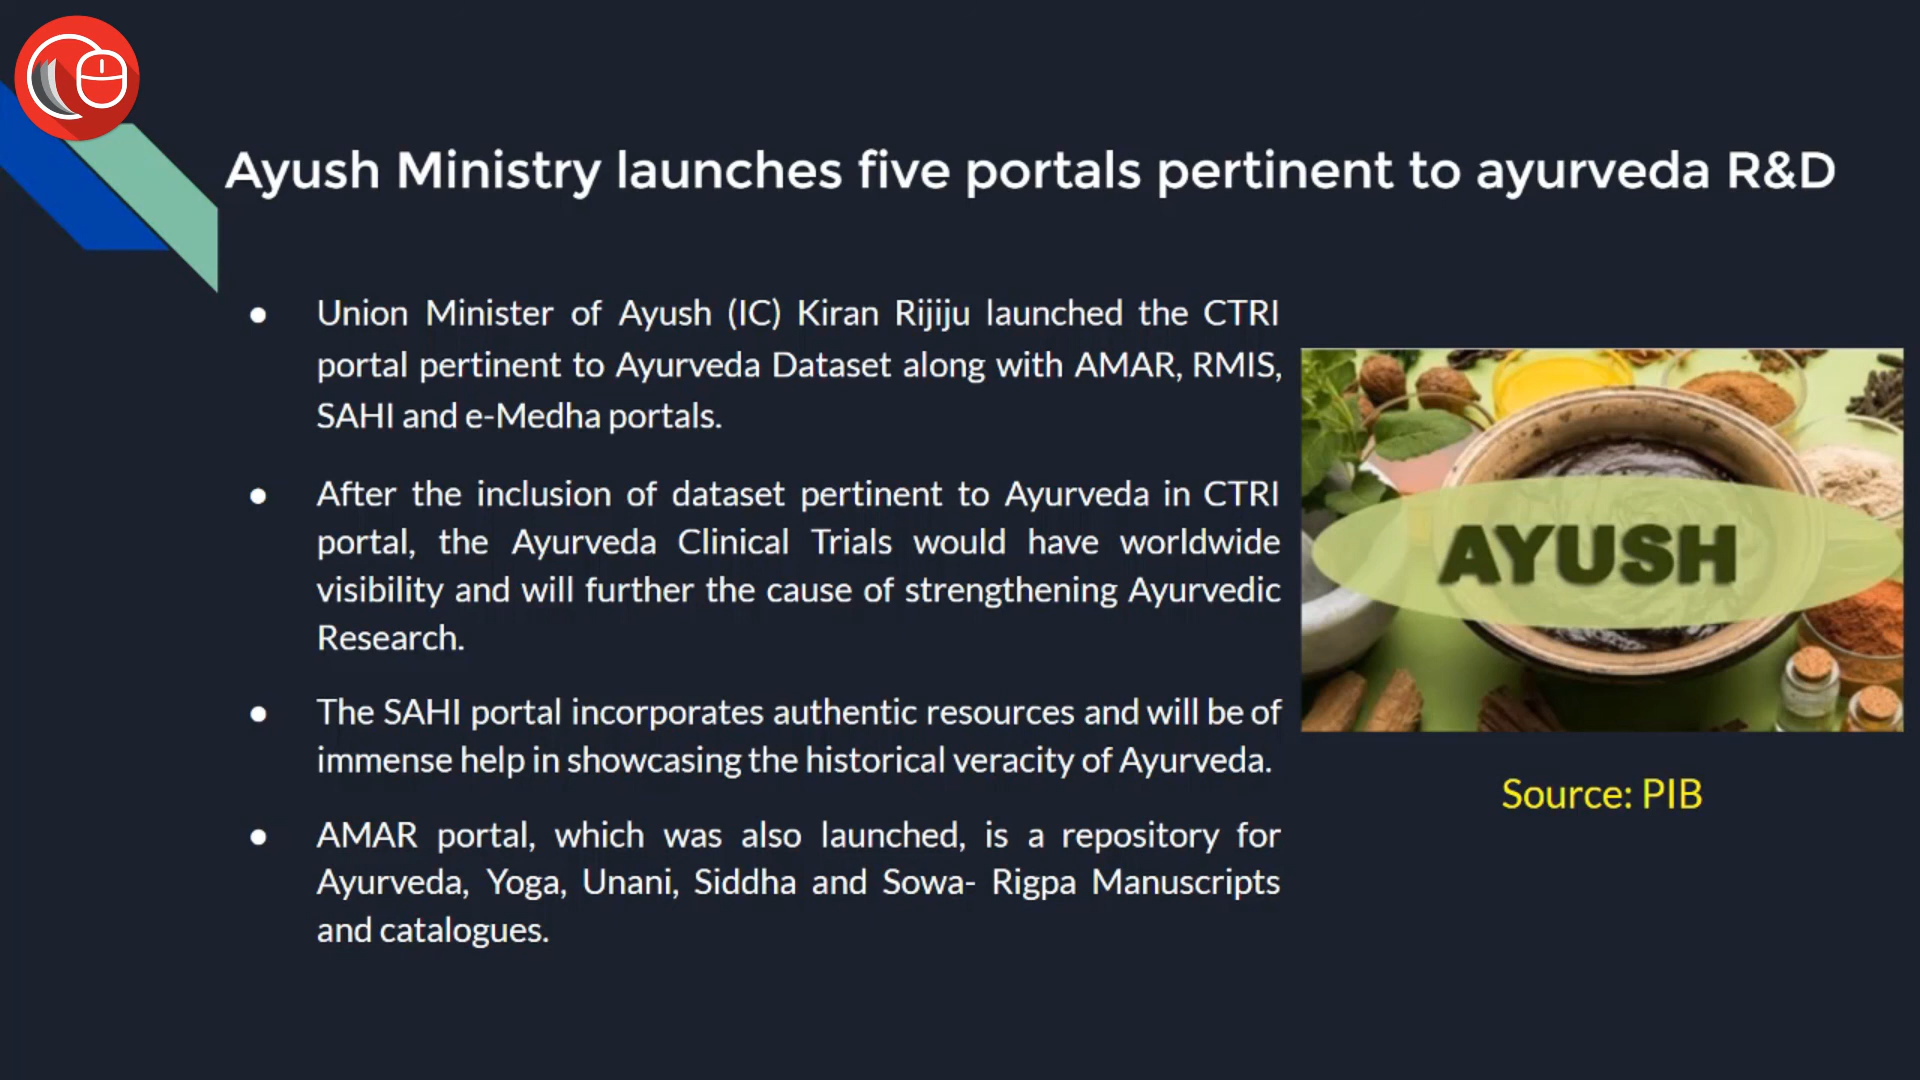 Ayush Ministry launches five portals pertinent to ayurveda R&D
● Union Minister of Ayush (IC) Kiran Rijiju launched the CTRI
portal pertinent to Ayurveda Dataset along with AMAR, RMIS,
SAHI and e-Medha portals.
● After the inclusion of dataset pertinent to Ayurveda in CTRI
portal, the Ayurveda Clinical Trials would have worldwide
visibility and will further the cause of strengthening Ayurvedic
Research.
● The SAHI portal incorporates authentic resources and will be of
immense help in showcasing the historical veracity of Ayurveda.
● AMAR portal, which was also launched, is a repository for
Ayurveda, Yoga, Unani, Siddha and Sowa- Rigpa Manuscripts
and catalogues.
AYUSH
Source: PIB